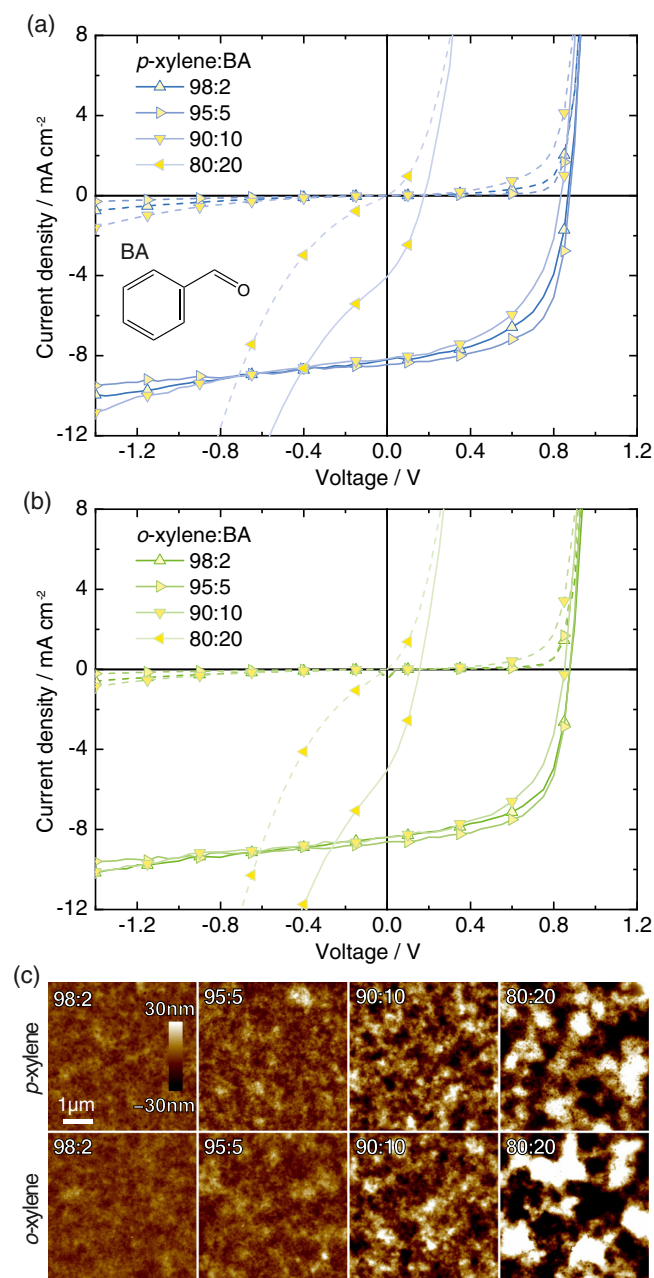 (a)
8
4
0
-4
-8
-12
Current density / mA cm-2
p-xylene:BA
98:2
95:5
90:10
80:20
BA
O
-1.2 -0.8 -0.4 0.0 0.4 0.8 1.2
Voltage / V
(b)
8
4
0
-4
-8
-12
Current density / mA cm-2
o-xylene:BA
98:2
95:5
90:10
80:20
-1.2 -0.8 -0.4 0.0 0.4 0.8 1.2
Voltage / V
(c)
p-xylene
98:2 95:5 90:10 80:20
30nm
−30nm
1µm
o-xylene
98:2 95:5 90:10 80:20